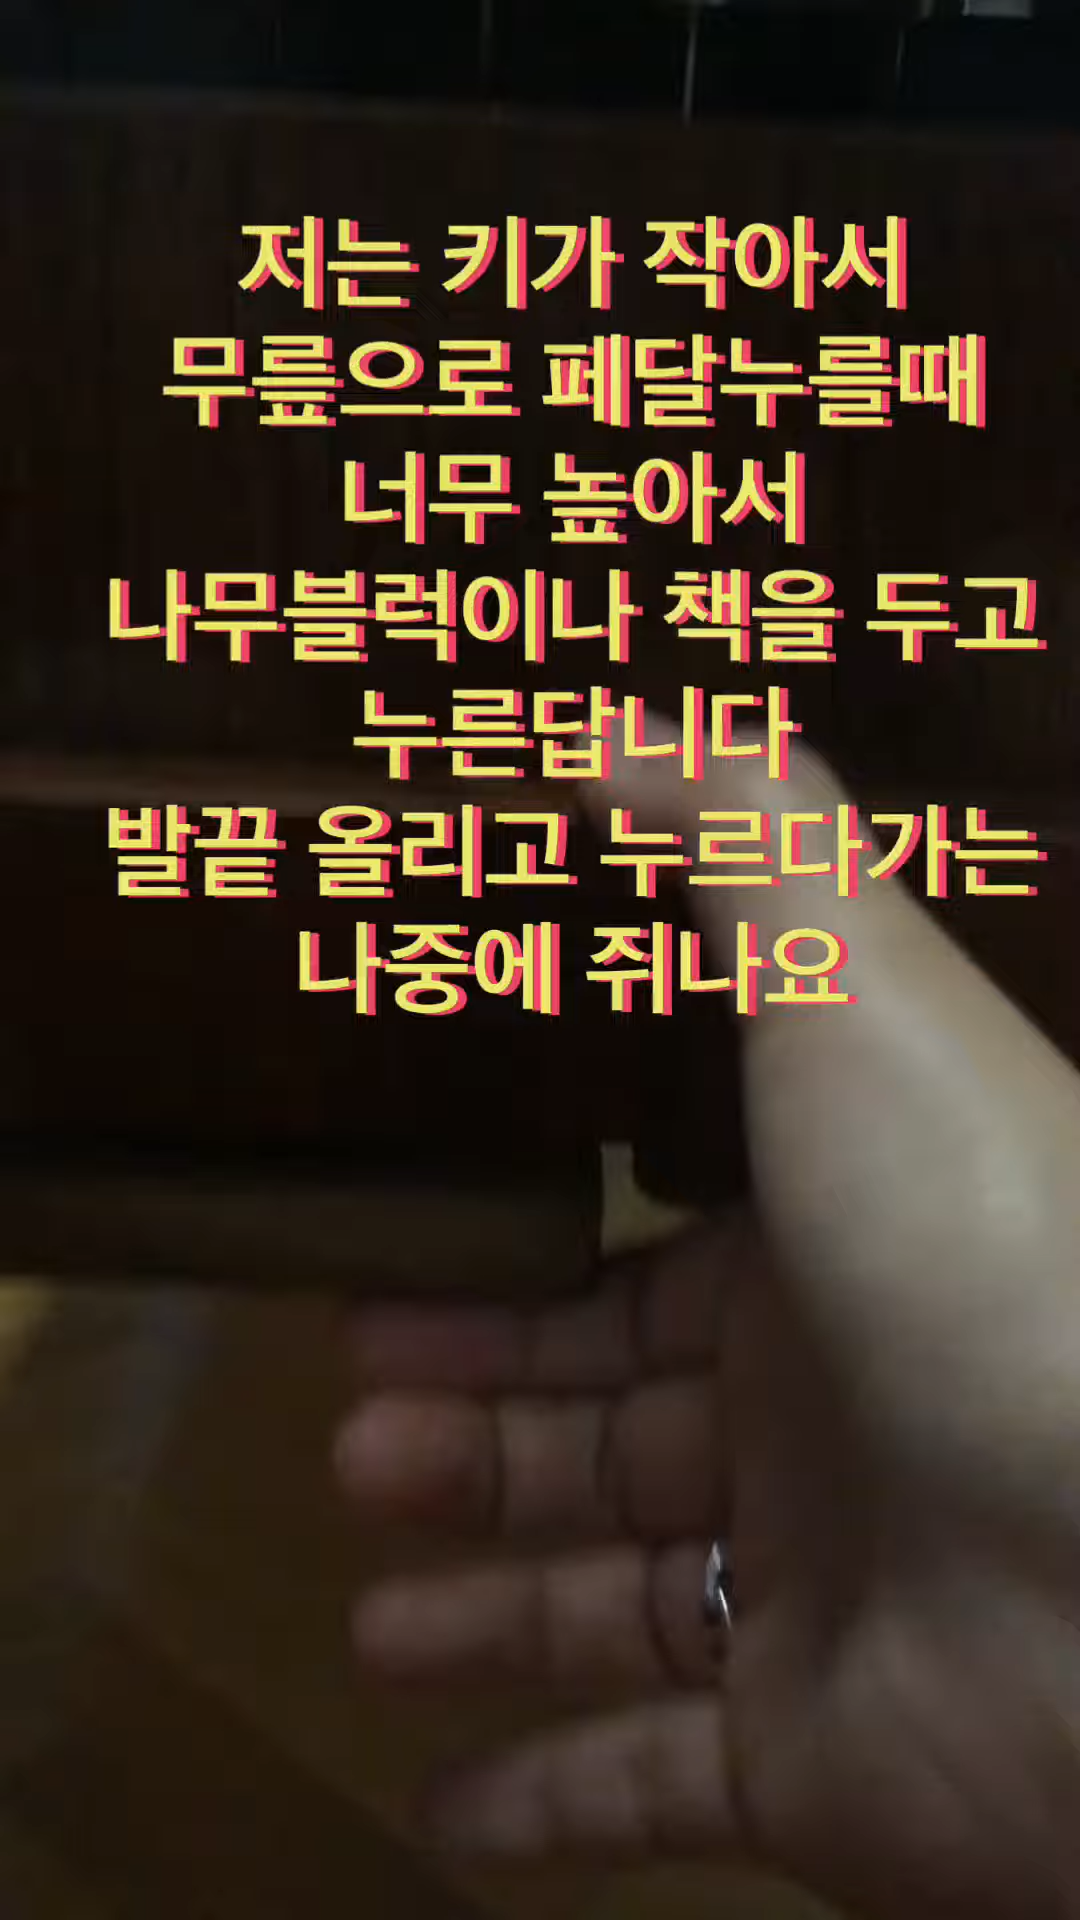 저는 키가 작아서
무릎으로 페달누를때
너무 높아서
나무블럭이나 책을 두고
누른답니다
발끝 올리고 누르다가는
나중에 쥐나요